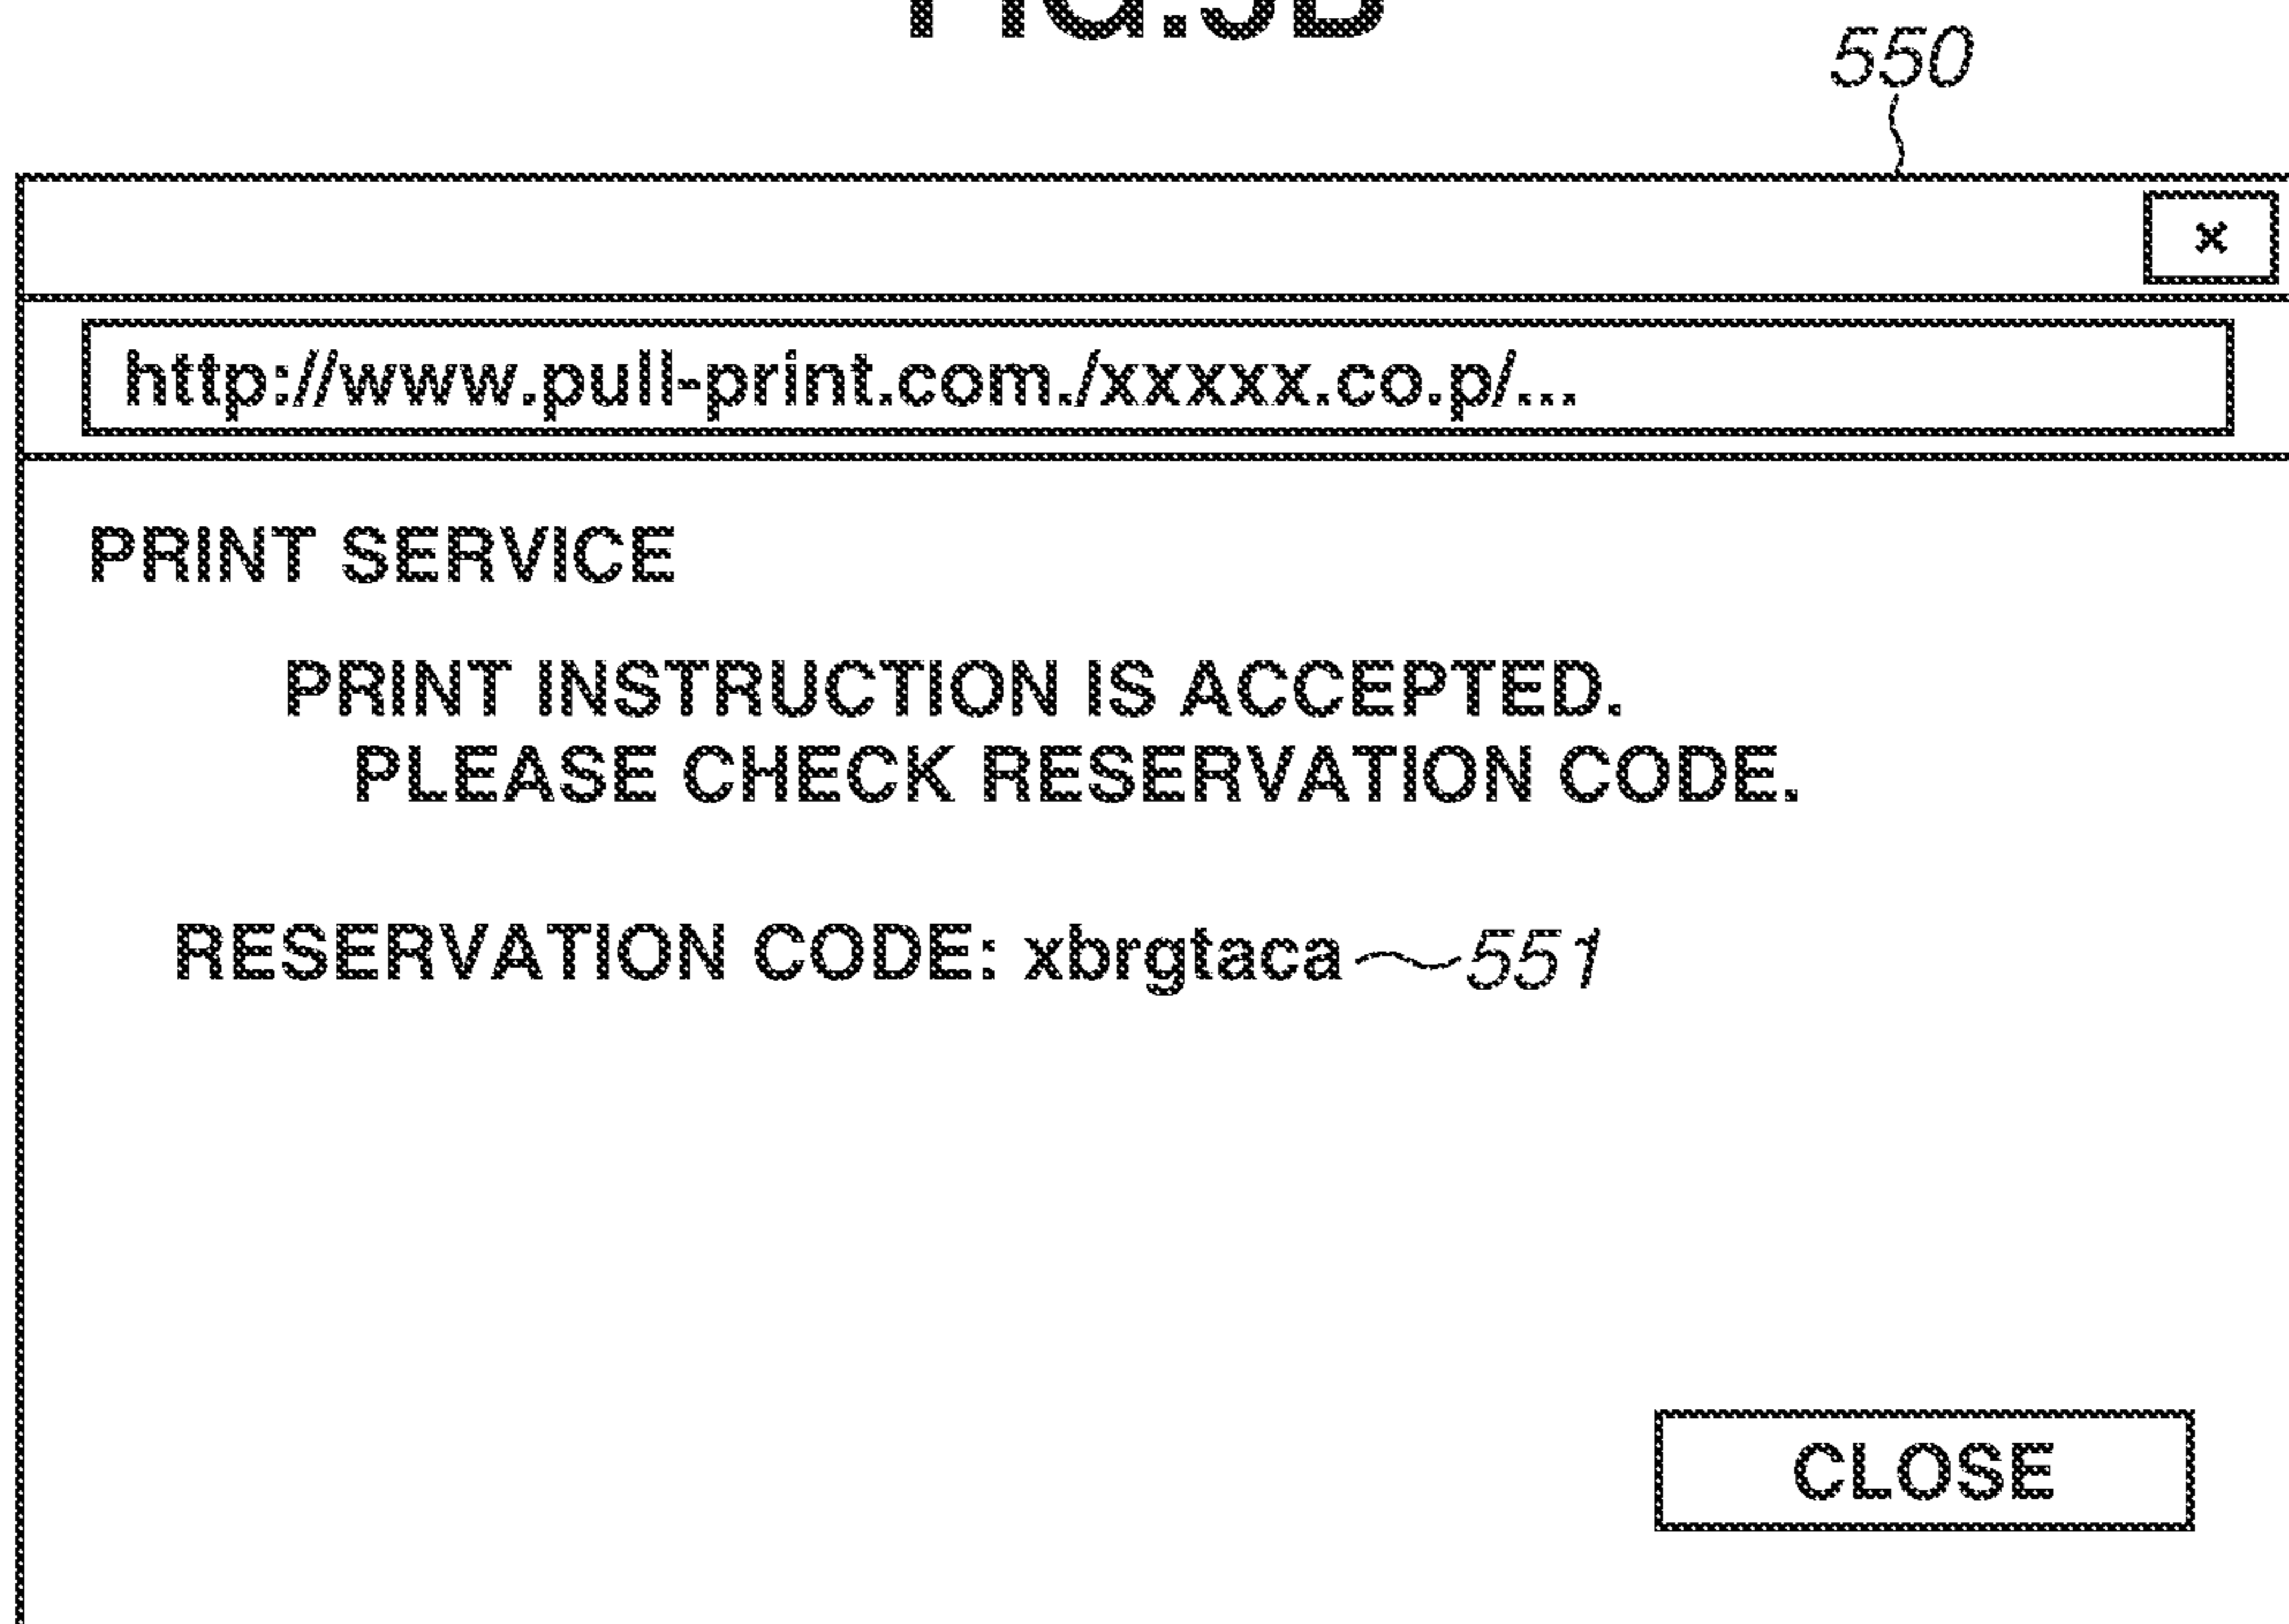 550
×
http://www.pull-print.com./xxxxx.co.p/...
PRINT SERVICE
PRINT INSTRUCTION IS ACCEPTED.
PLEASE CHECK RESERVATION CODE.
RESERVATION CODE: xbrgtaca 551
CLOSE